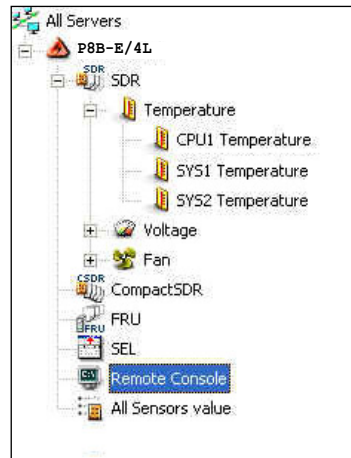 All Servers
P8B-E/4L
SDR
SDR
Temperature
CPU1 Temperature
SYS1 Temperature
SYS2 Temperature
Voltage
Fan
CSDR
CompactSDR
FRU
FRU
SEL
C:\
Remote Console
All Sensors value